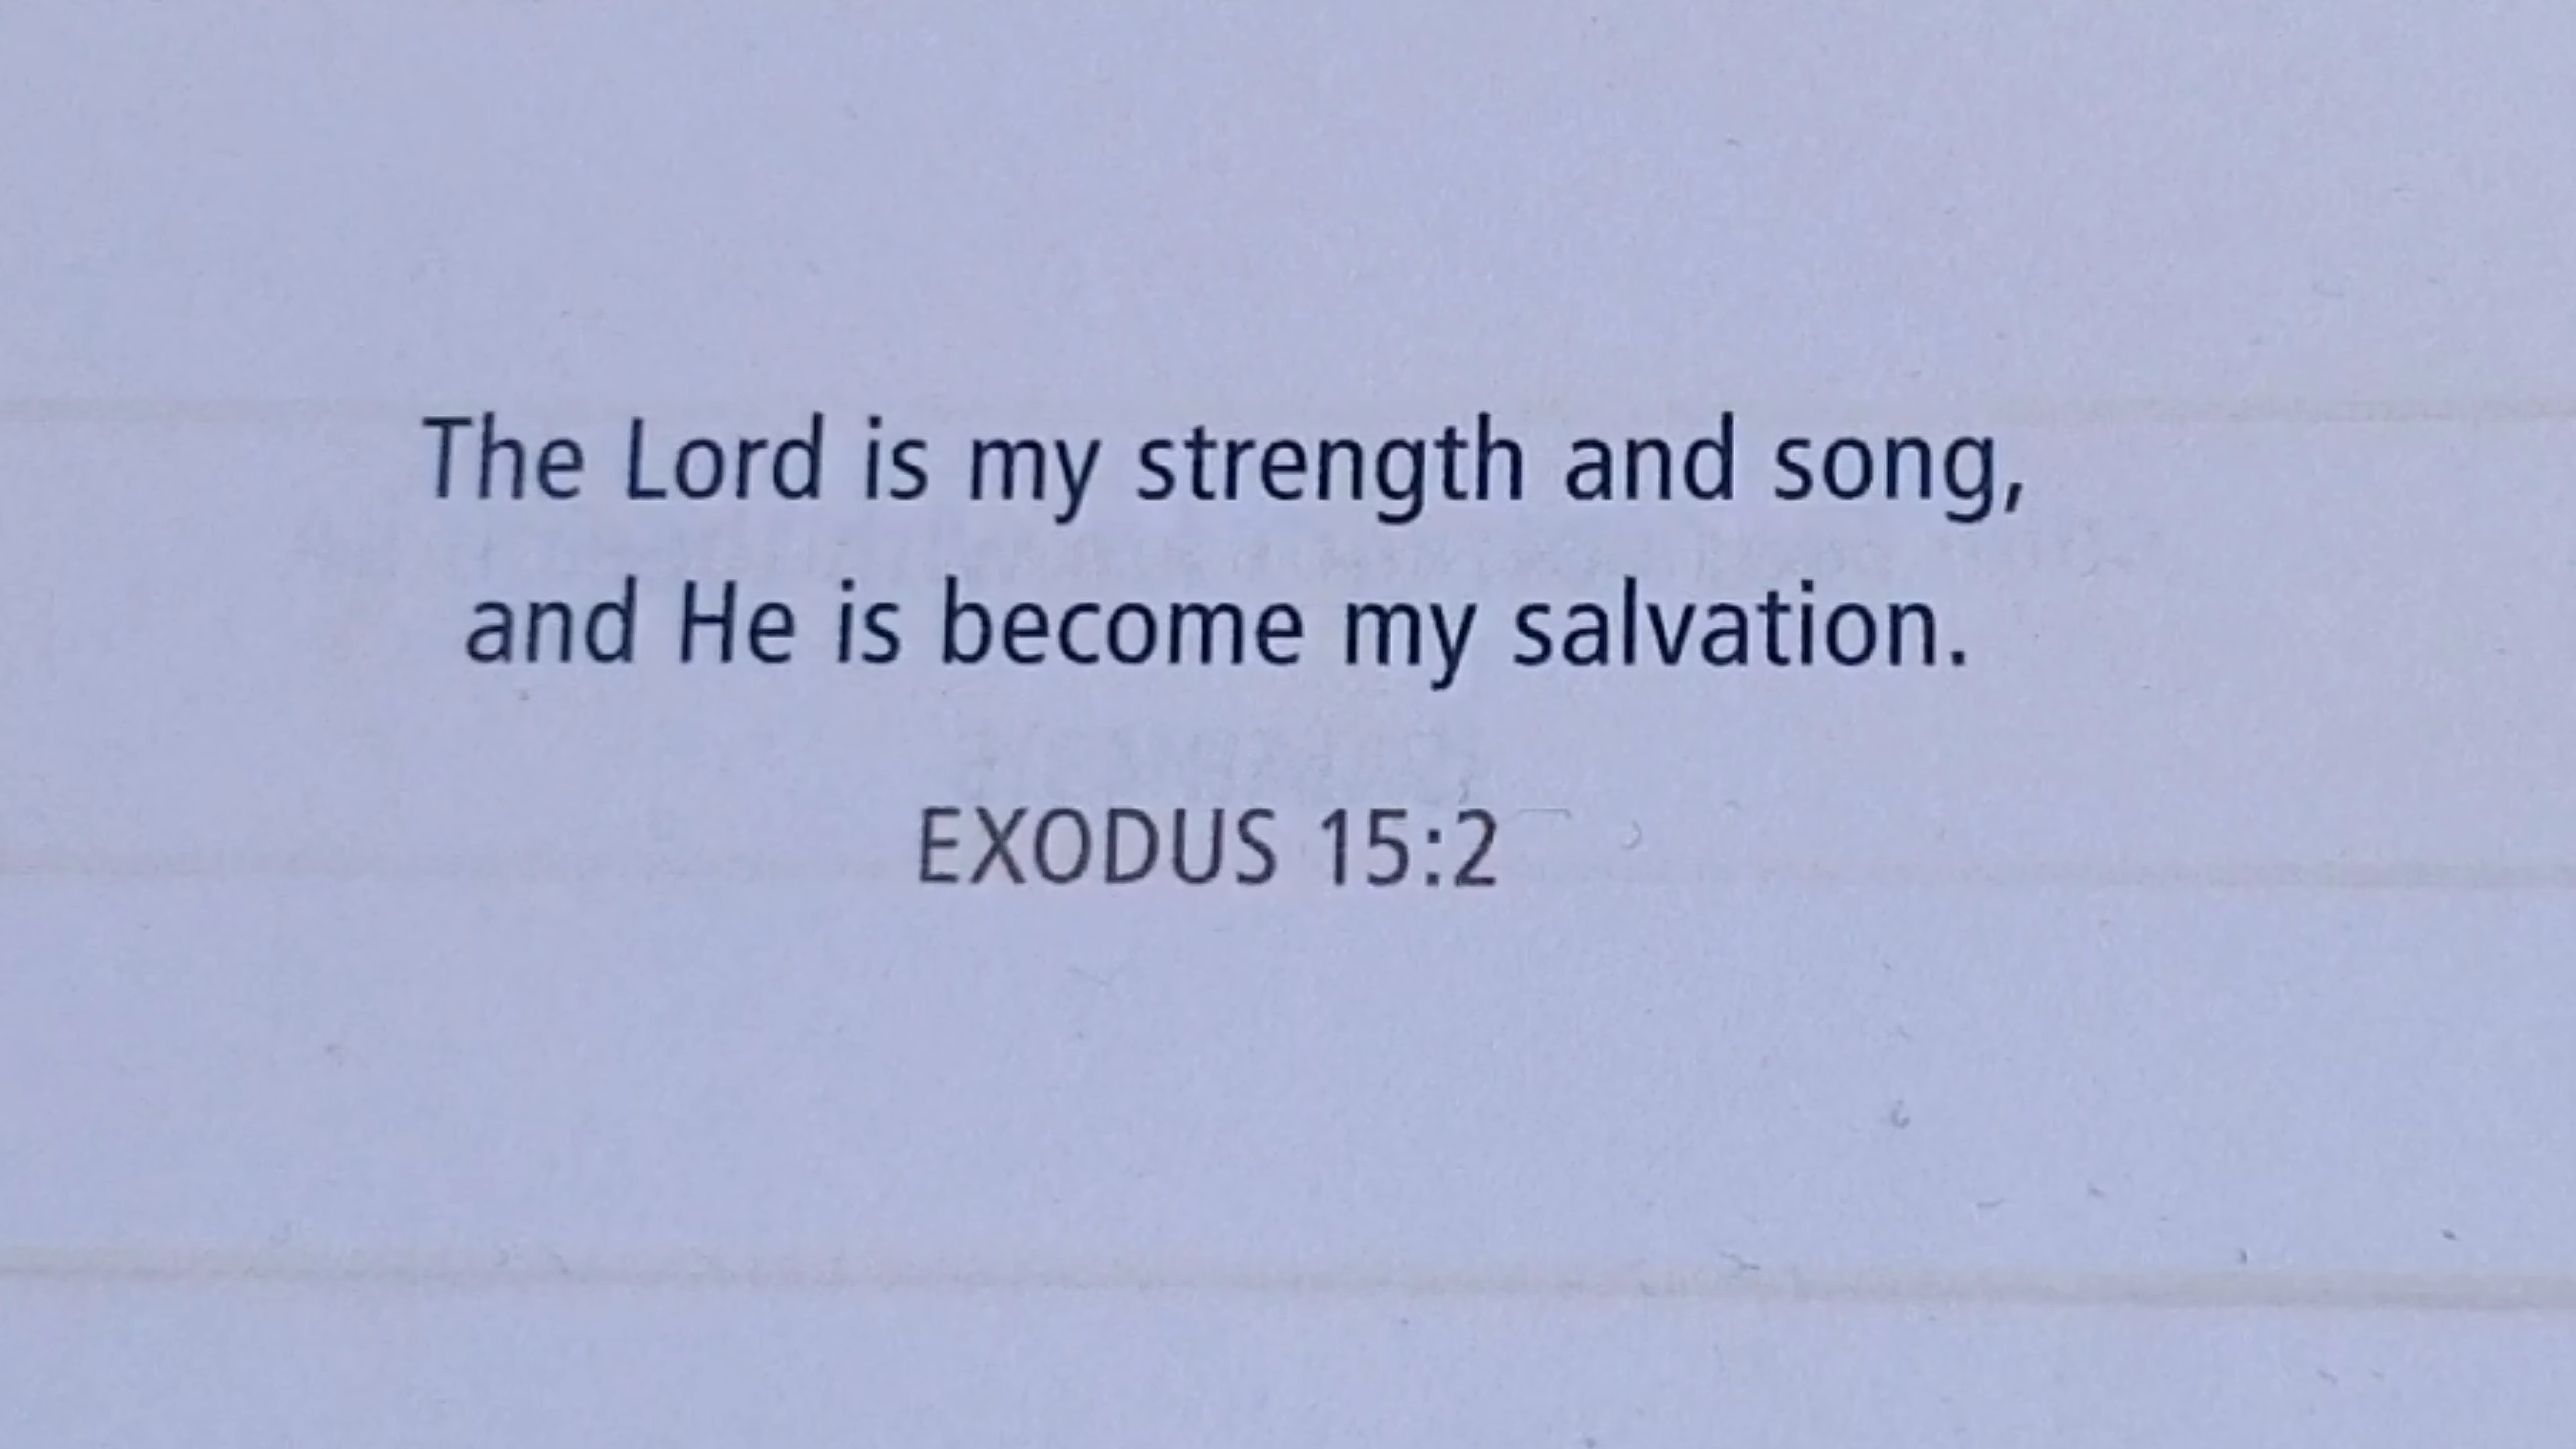 The Lord is my strength and song,
and He is become my salvation.
EXODUS 15:2